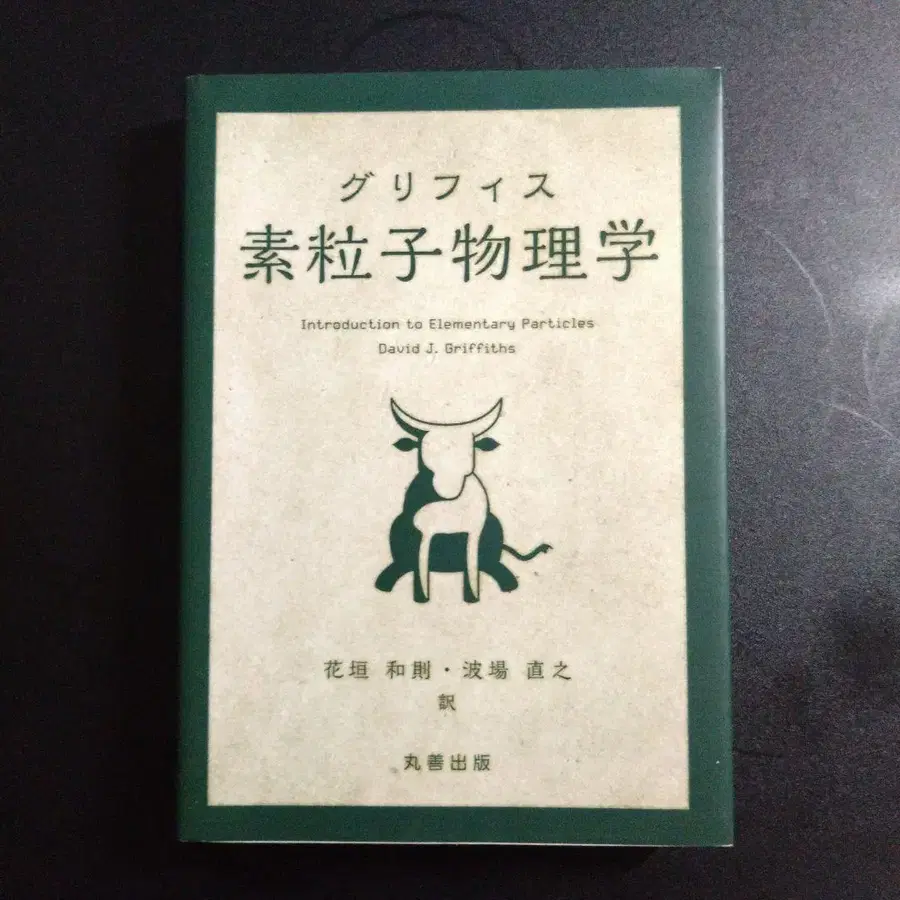 グリフィス
素粒子物理学
Introduction to Elementary Particles
David J. Griffiths
花垣 和則・波場 直之
訳
丸善出版